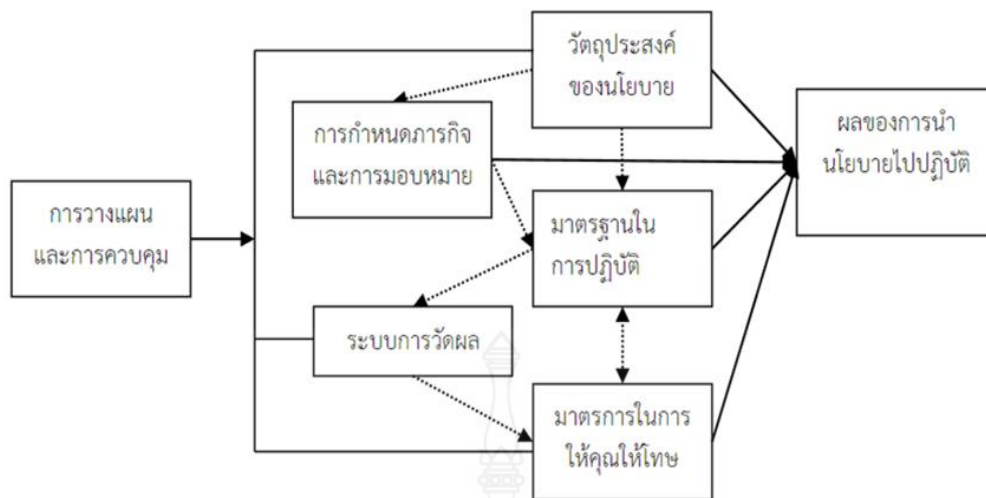 วัตถุประสงค์
ของนโยบาย
การกำหนดภารกิจ
และการมอบหมาย
ผลของการนำ
นโยบายไปปฏิบัติ
การวางแผน
และการควบคุม
มาตรฐานใน
การปฏิบัติ
ระบบการวัดผล
มาตรการในการ
ให้คุณให้โทษ